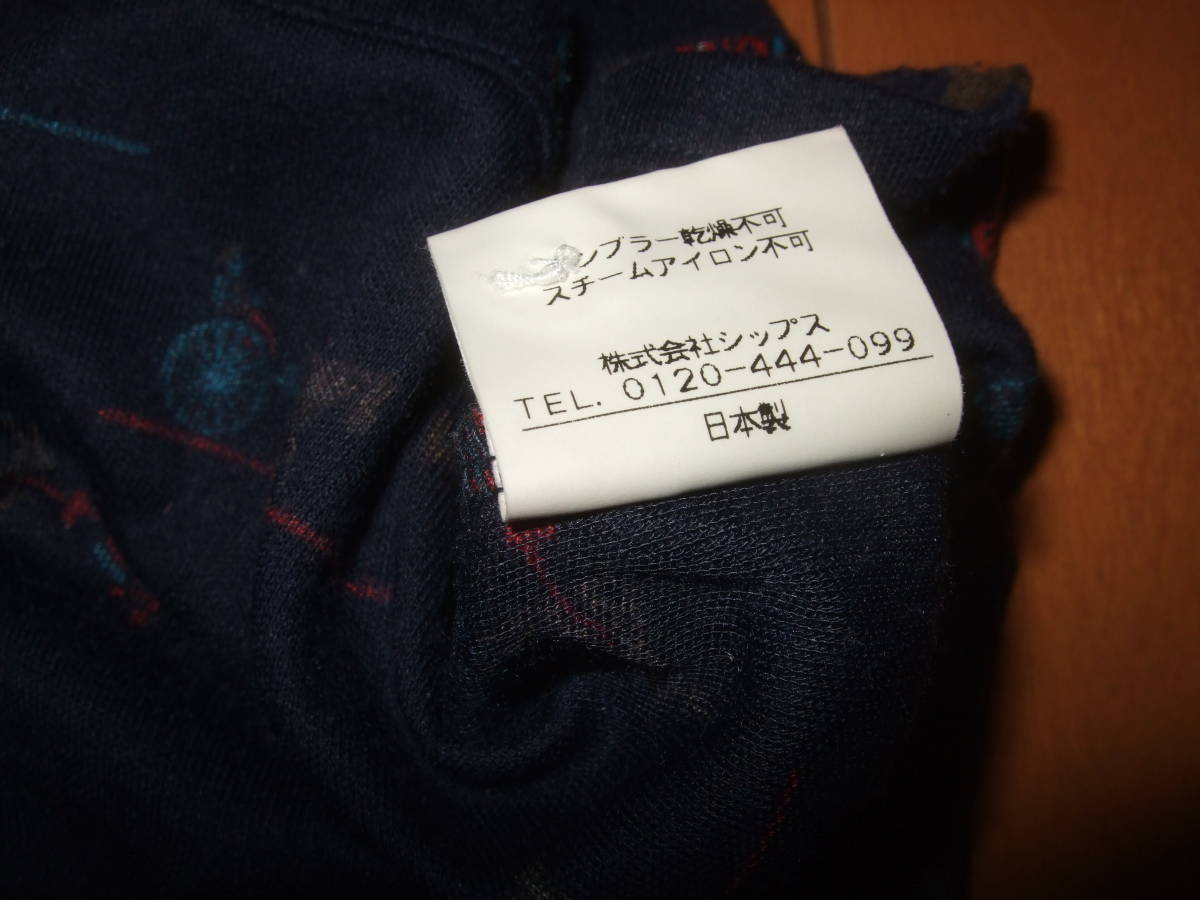 ンブラー乾燥不可
スチームアイロン不可
株式会社シップス
TEL. 0120-444-099
日本製